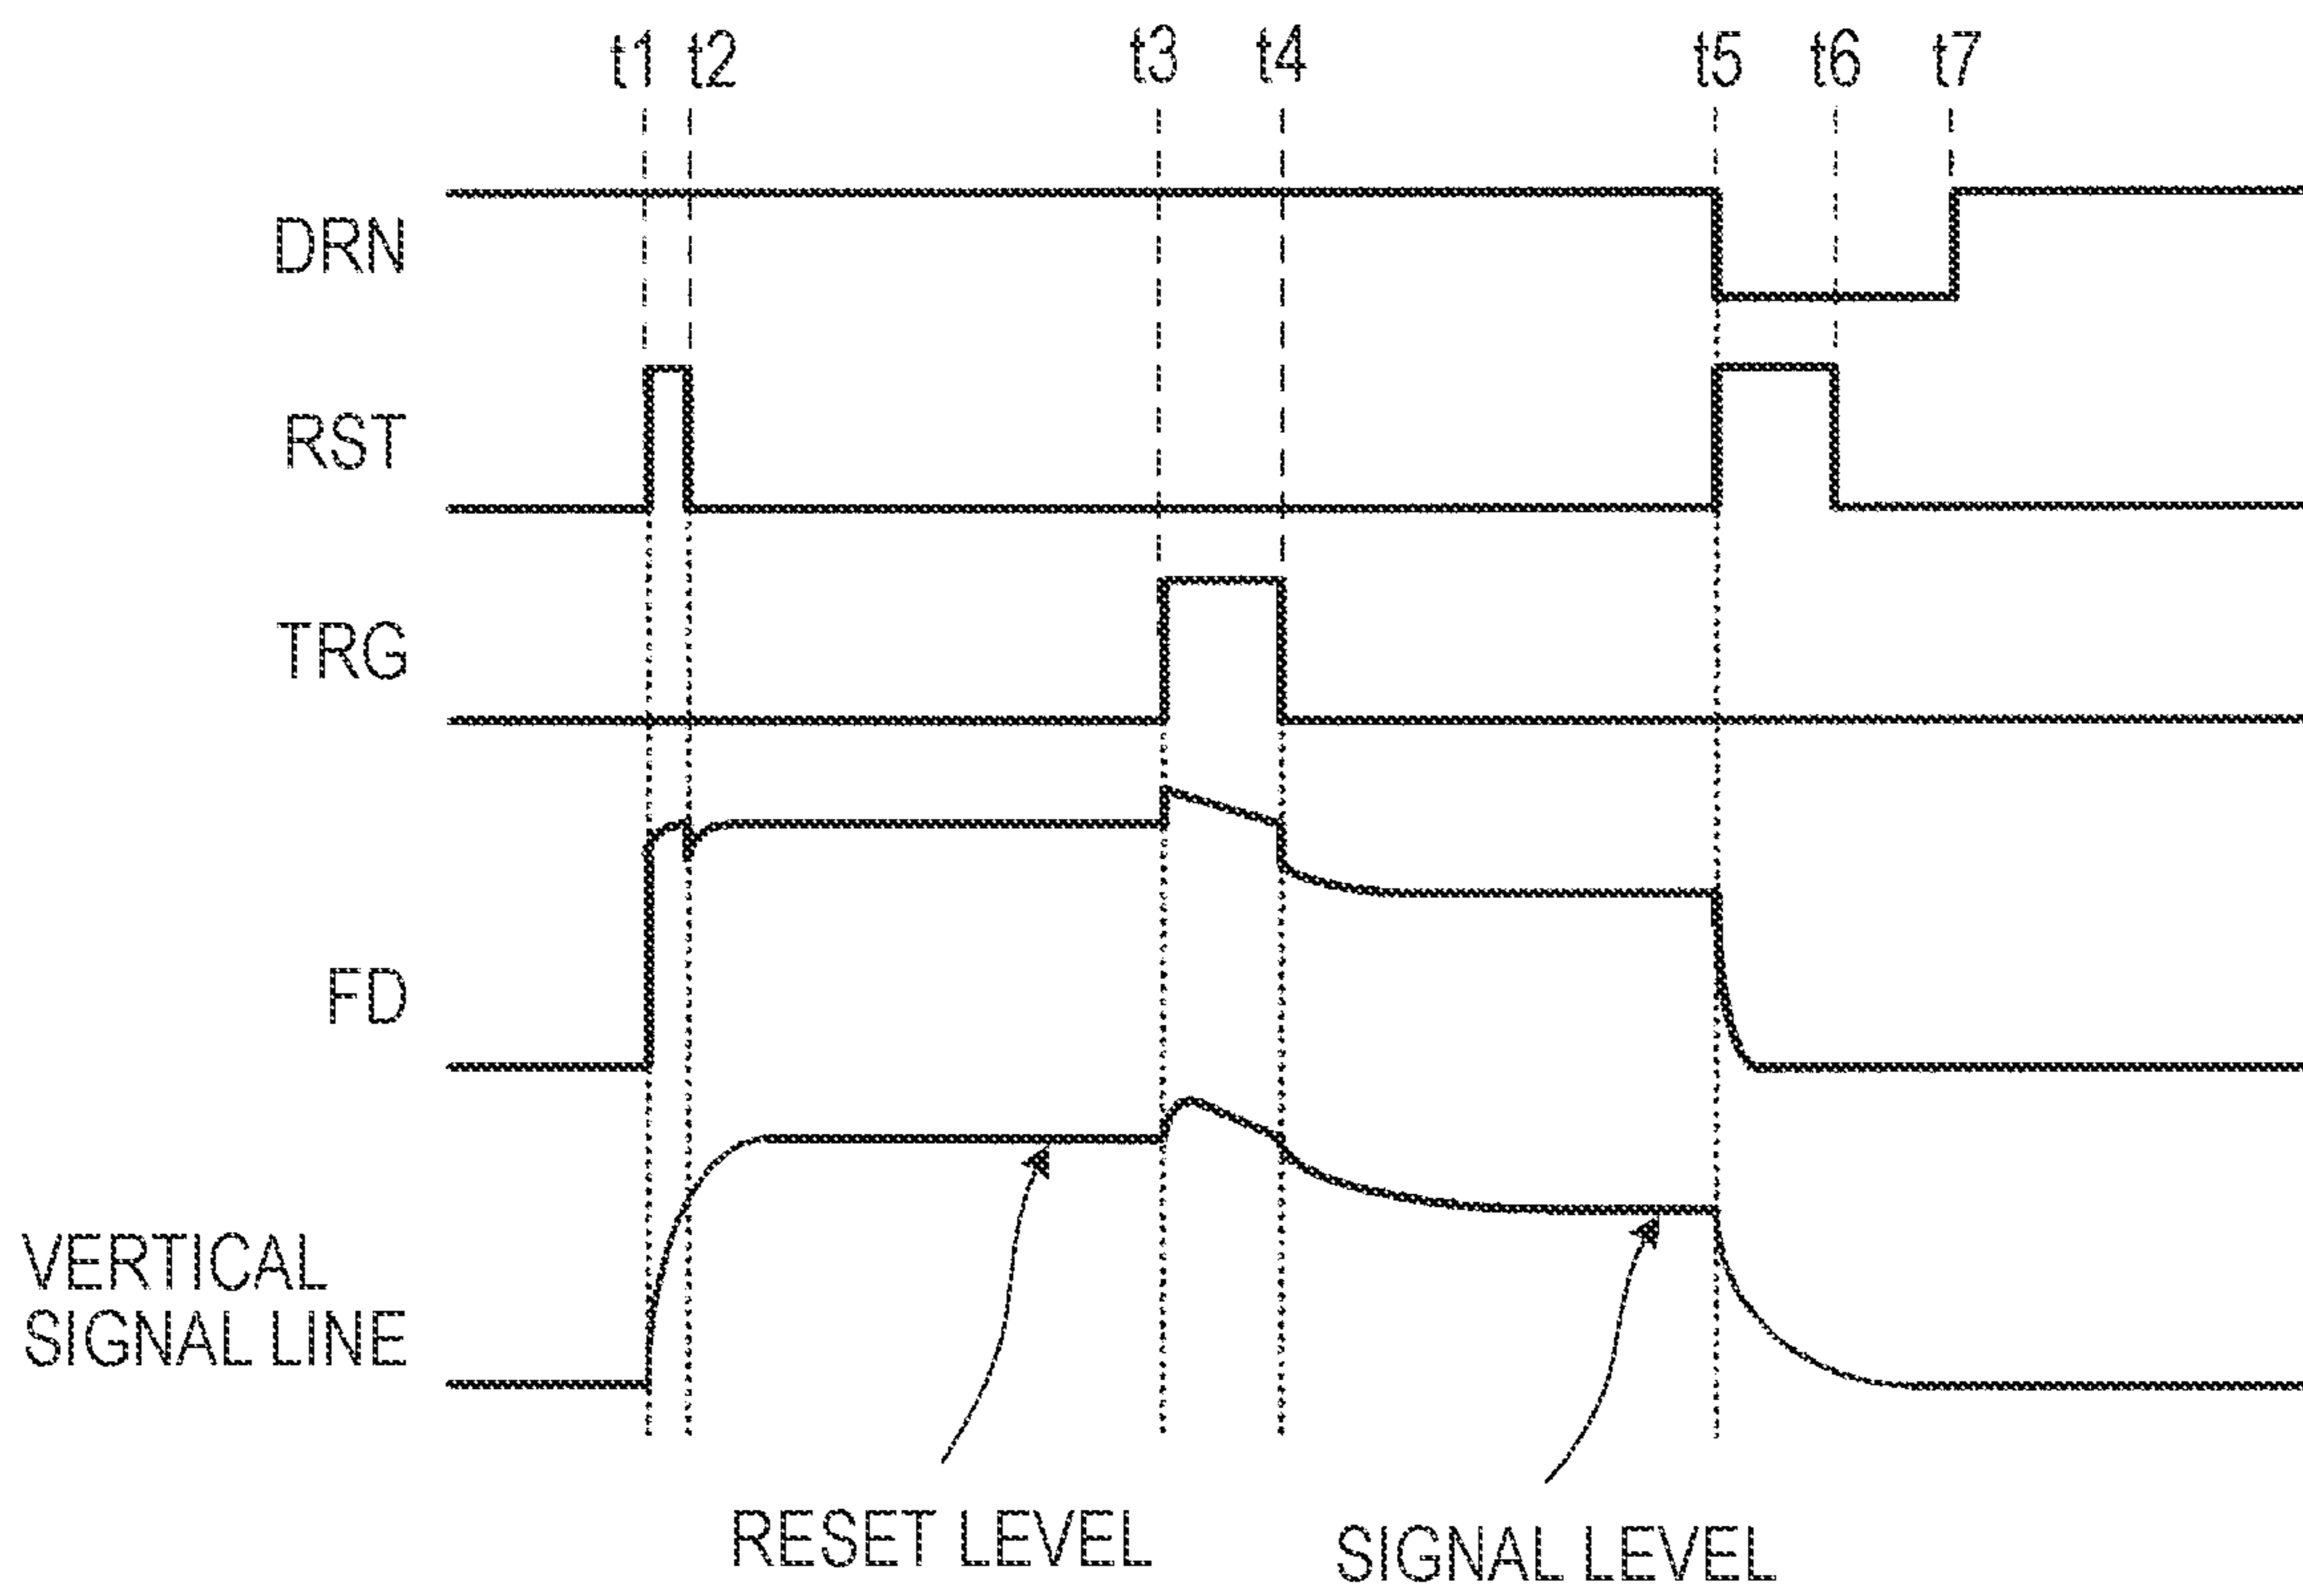 t1 t2 t3 t4 t5 t6 t7
DRN
RST
TRG
FD
VERTICAL
SIGNAL LINE
RESET LEVEL
SIGNAL LEVEL